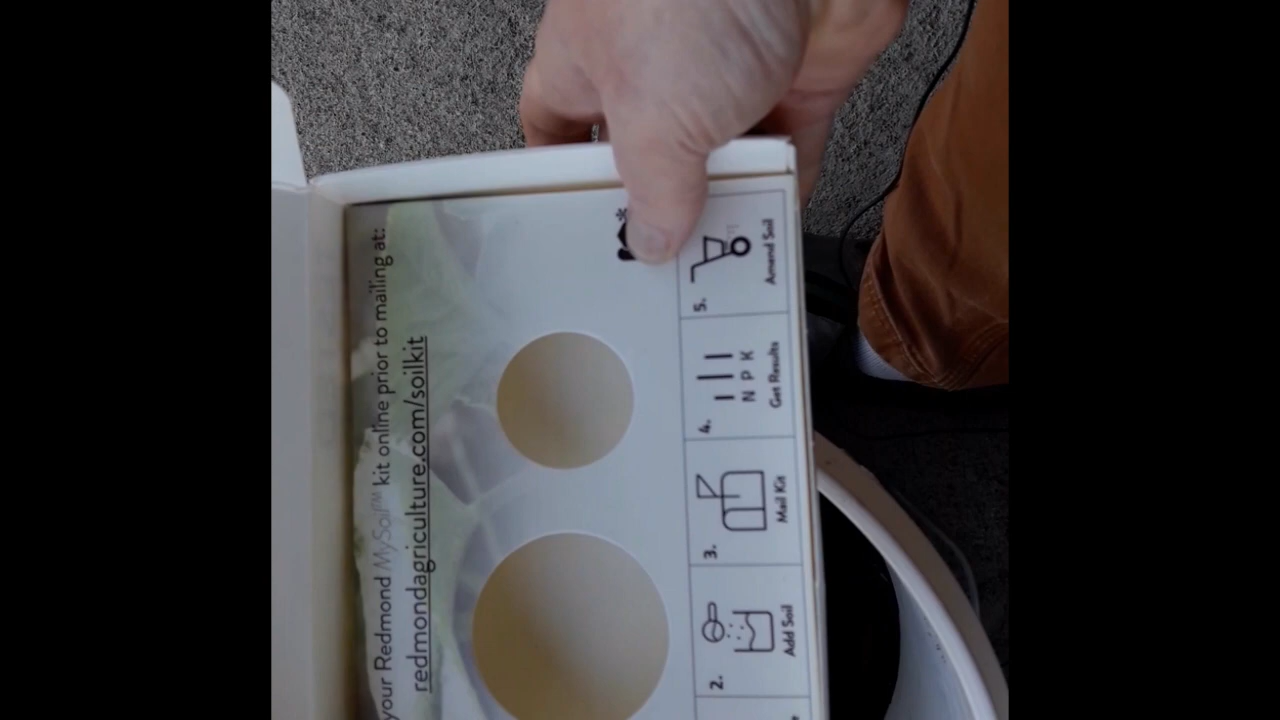 your Redmond MySoil™ kit online prior to mailing at:
redmondagriculture.com/soilkit
2.
Add Soil
3.
Mail Kit
4.
N P K
Get Results
5.
Amend Soil